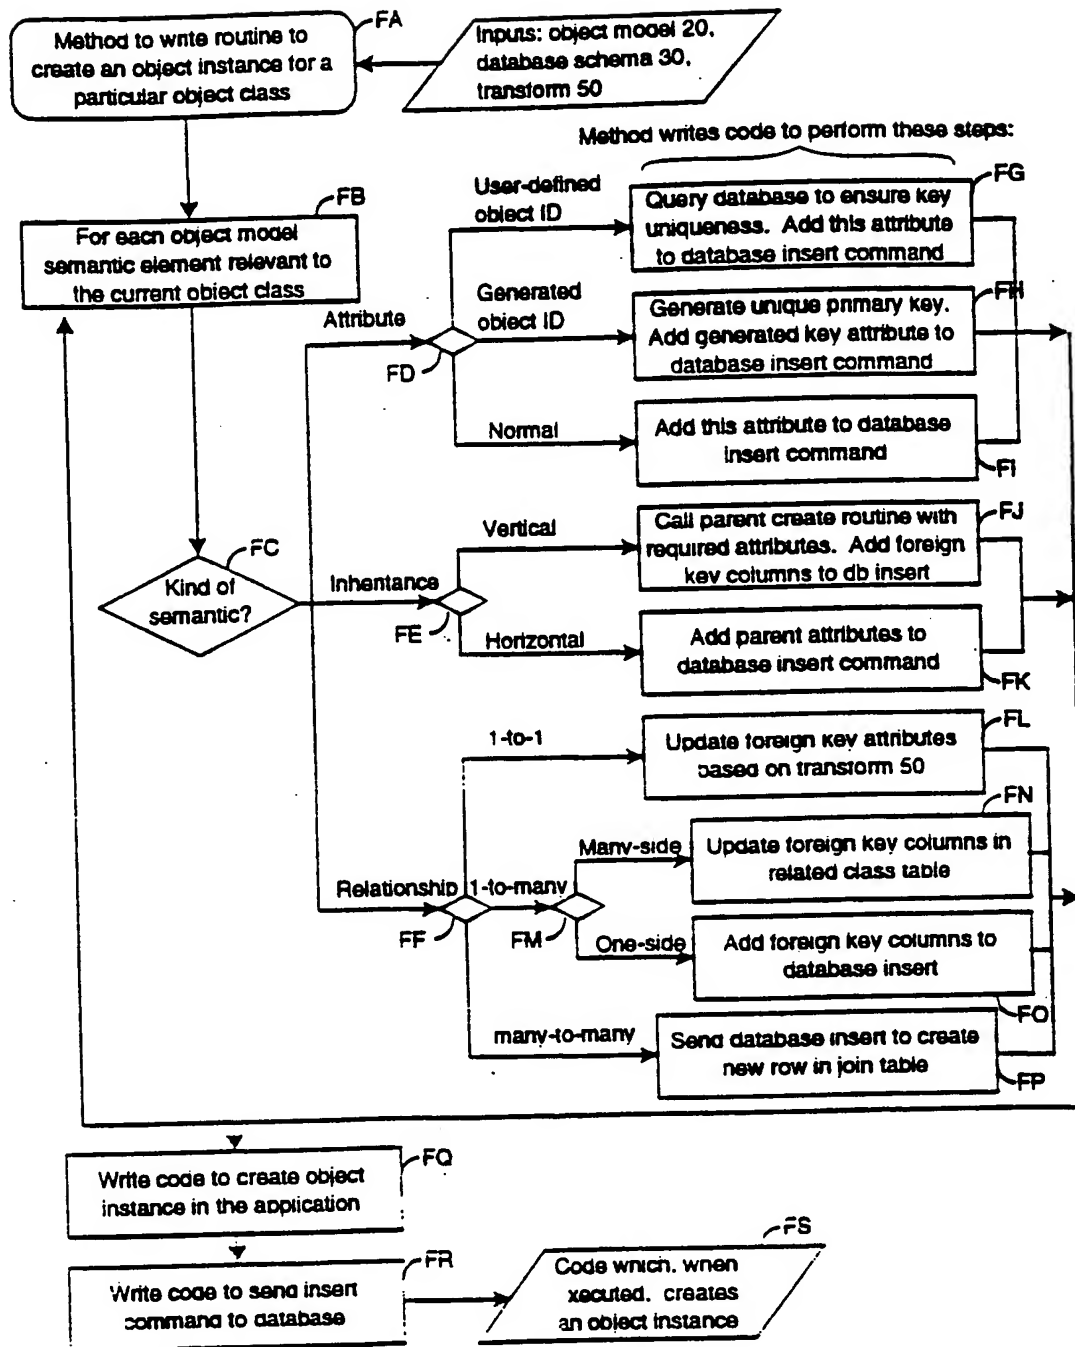 FA
Method to write routine to
create an object instance for a
particular object class
Inputs: object model 20,
database schema 30,
transform 50
Method writes code to perform these steps:
FB
For each object model
semantic element relevant to
the current object class
User-defined
object ID
FG
Query database to ensure key
uniqueness. Add this attribute
to database insert command
Attribute
FD
Generated
object ID
FH
Generate unique primary key.
Add generated key attribute to
database insert command
Normal
Add this attribute to database
insert command
FI
FC
Kind of
semantic?
Inheritance
FE
Vertical
FJ
Call parent create routine with
required attributes. Add foreign
key columns to db insert
Horizontal
Add parent attributes to
database insert command
FK
1-to-1
FL
Update foreign key attributes
based on transform 50
FN
Many-side
Update foreign key columns in
related class table
Relationship
1-to-many
FF
FM
One-side
Add foreign key columns to
database insert
FO
many-to-many
Send database insert to create
new row in join table
FP
FQ
Write code to create object
instance in the application
FR
Write code to send insert
command to database
FS
Code which, when
xecuted, creates
an object instance